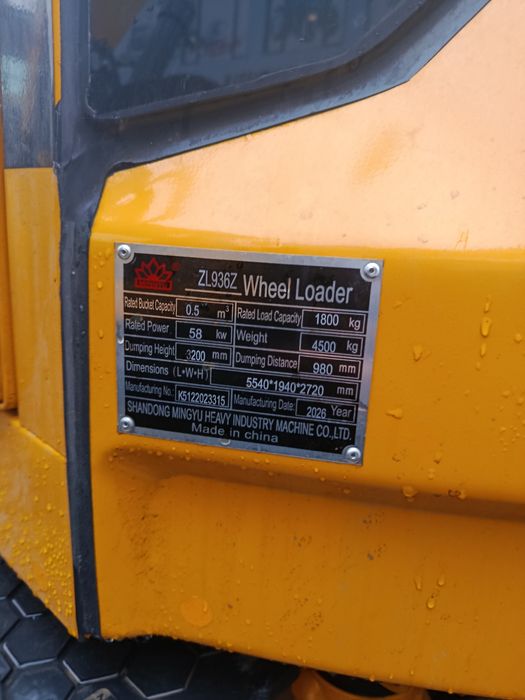 ZL936Z Wheel Loader
Rated Bucket Capacity 0.5 m³ Rated Load Capacity 1800 kg
Rated Power 58 kw Weight 4500 kg
Dumping Height 3200 mm Dumping Distance 980 mm
Dimensions (L*W*H) 5540*1940*2720 mm
Manufacturing No.: K5122023315 Manufacturing Date: 2026 Year
SHANDONG MINGYU HEAVY INDUSTRY MACHINE CO.,LTD.
Made in china